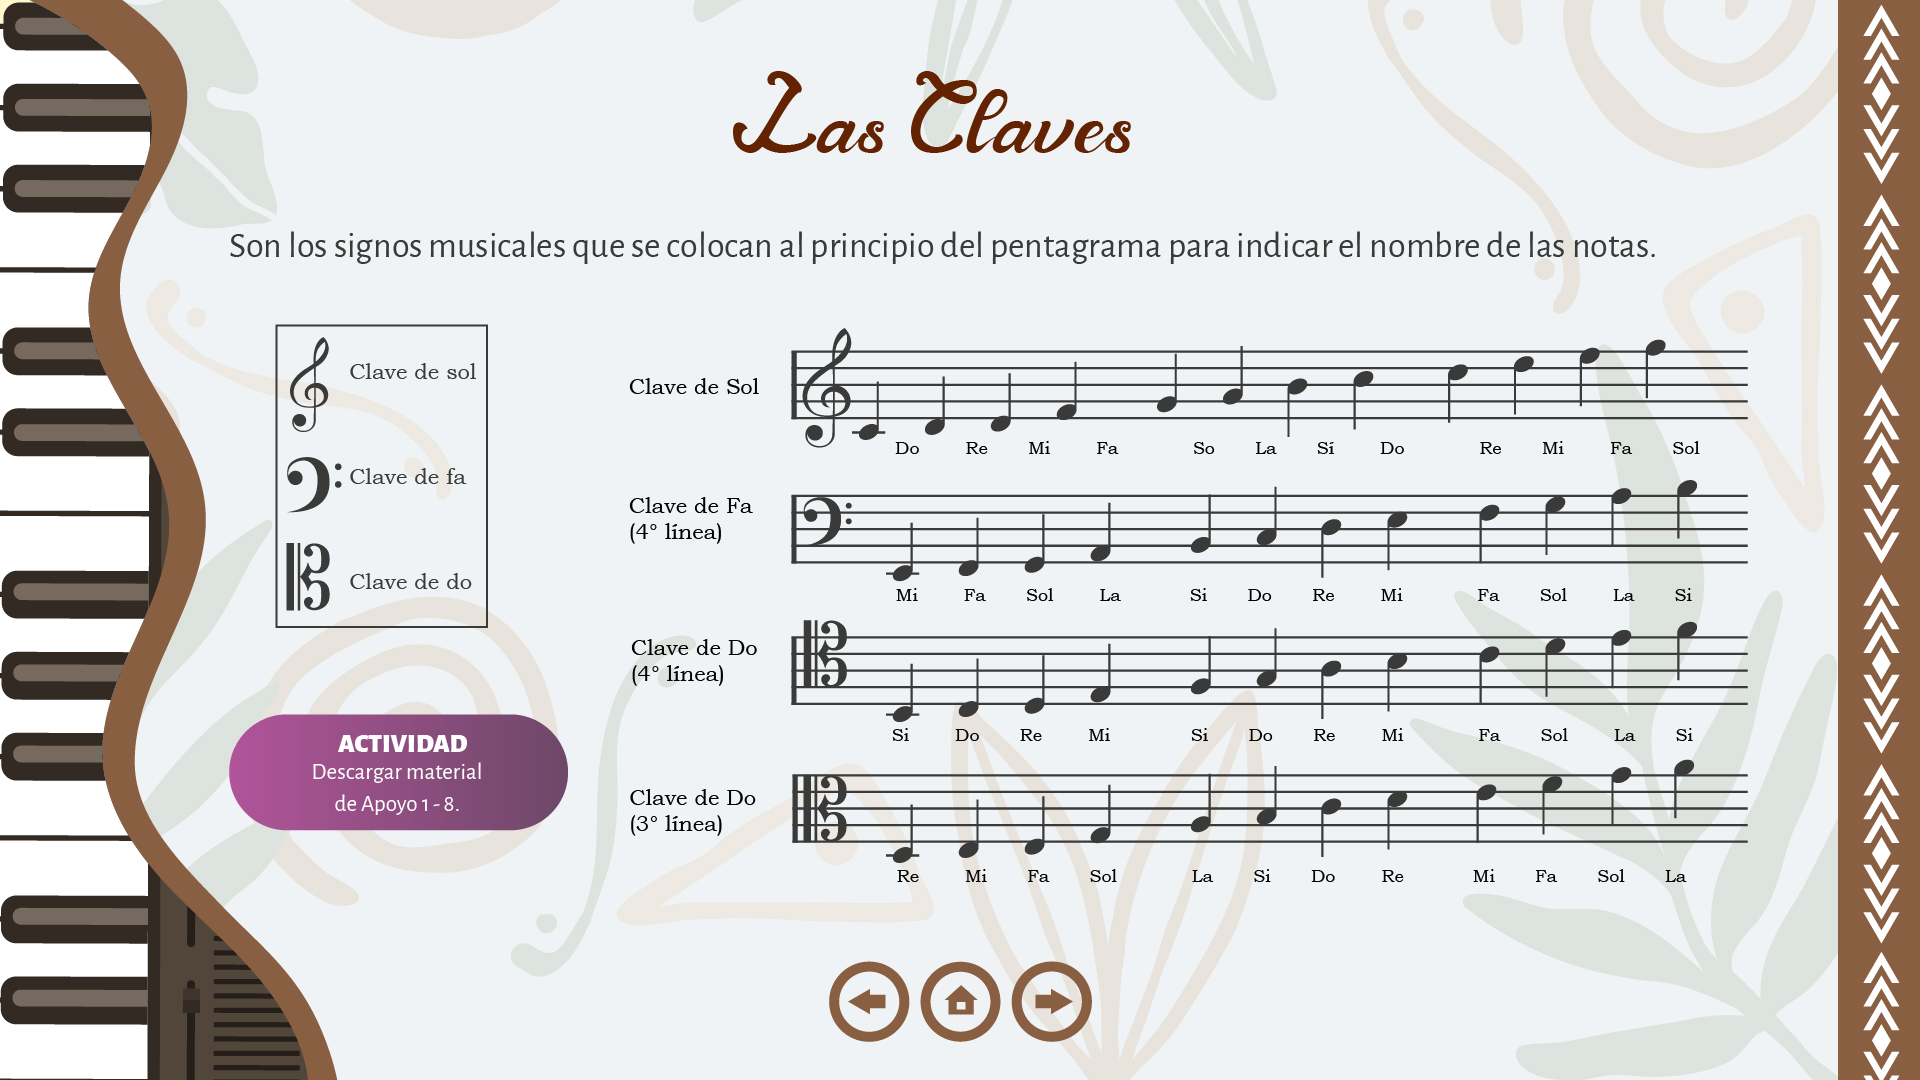 Las Claves
Son los signos musicales que se colocan al principio del pentagrama para indicar el nombre de las notas.
Clave de sol
Clave de fa
Clave de do
ACTIVIDAD
Descargar material
de Apoyo 1 - 8.
Clave de Sol
Do Re Mi Fa So La Si Do Re Mi Fa Sol
Clave de Fa
(4° línea)
Mi Fa Sol La Si Do Re Mi Fa Sol La Si
Clave de Do
(4° línea)
Si Do Re Mi Si Do Re Mi Fa Sol La Si
Clave de Do
(3° línea)
Re Mi Fa Sol La Si Do Re Mi Fa Sol La